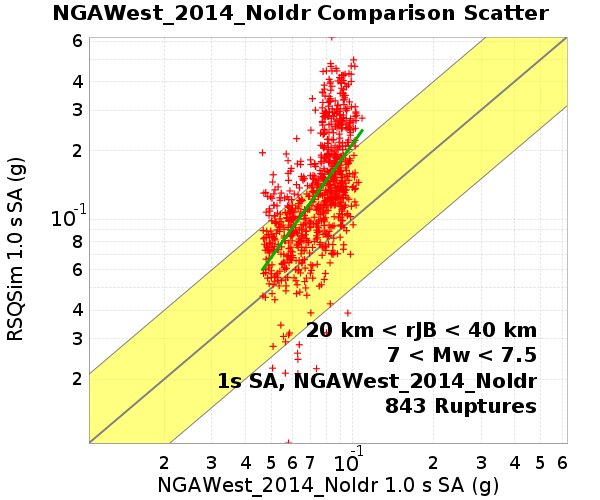 NGAWest_2014_NoIdr Comparison Scatter
6
4
3
2
10-1
8
6
4
3
2
RSQSim 1.0 s SA (g)
20 km < rJB < 40 km
7 < Mw < 7.5
1s SA, NGAWest_2014_NoIdr
843 Ruptures
2 3 4 5 6 7 10-1 2 3 4 5 6
NGAWest_2014_NoIdr 1.0 s SA (g)